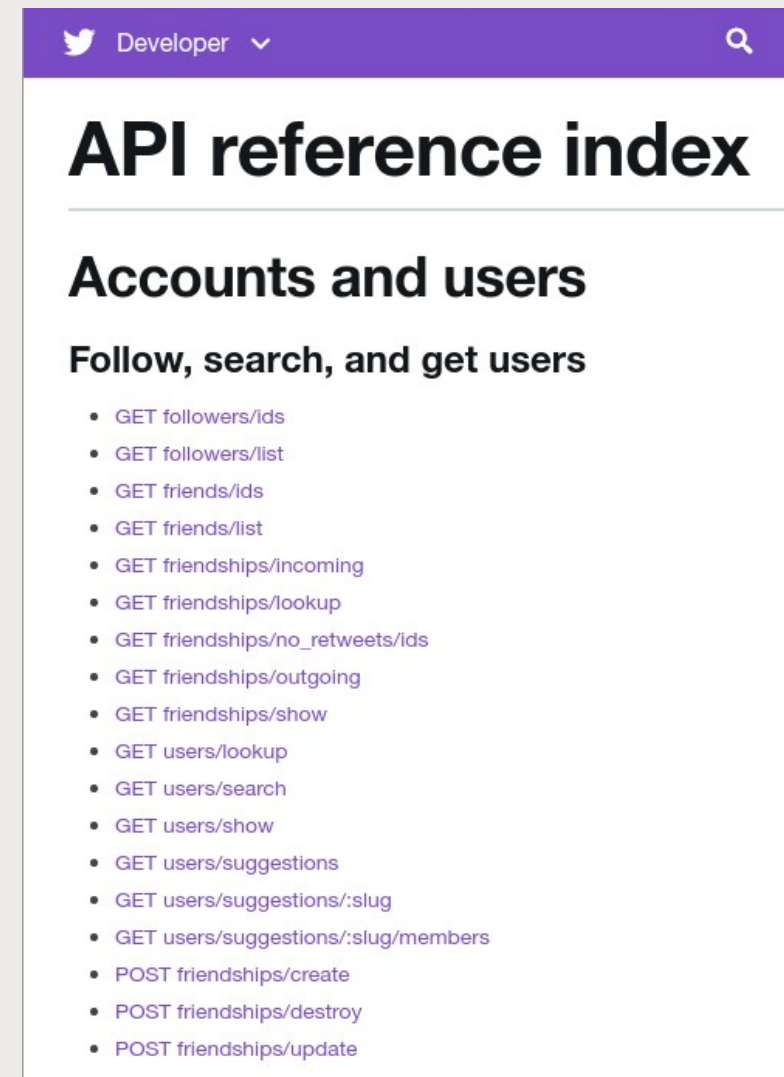 Developer
API reference index
Accounts and users
Follow, search, and get users
GET followers/ids
GET followers/list
GET friends/ids
GET friends/list
GET friendships/incoming
GET friendships/lookup
GET friendships/no_retweets/ids
GET friendships/outgoing
GET friendships/show
GET users/lookup
GET users/search
GET users/show
GET users/suggestions
GET users/suggestions/:slug
GET users/suggestions/:slug/members
POST friendships/create
POST friendships/destroy
POST friendships/update